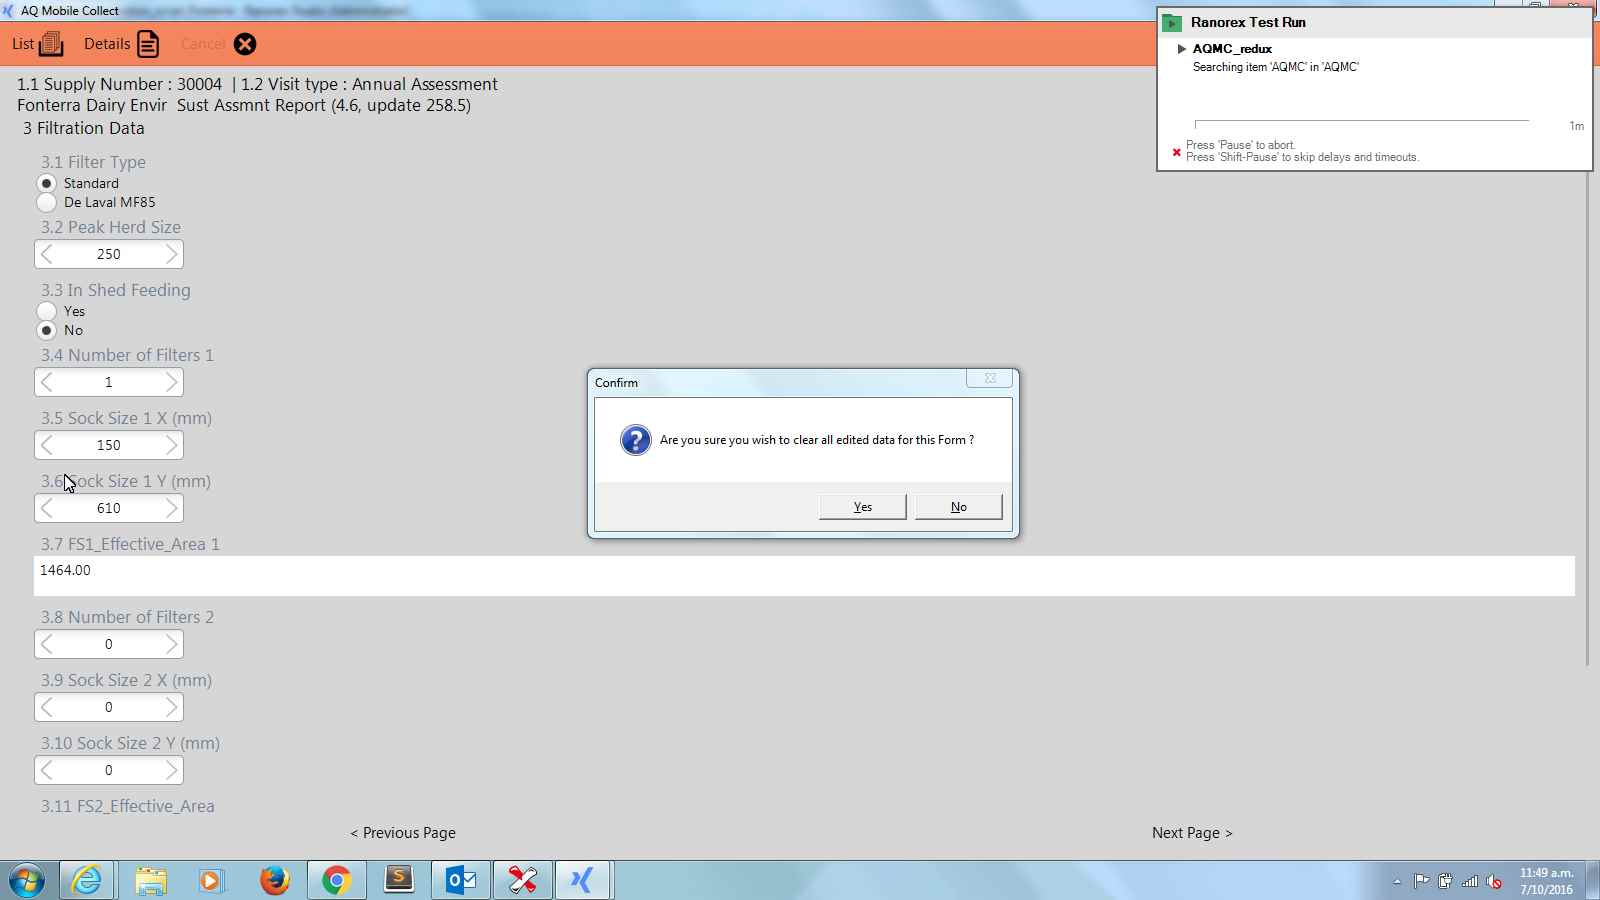 AQ Mobile Collect
List
Details
Cancel
Ranorex Test Run
AQMC_redux
Searching item 'AQMC' in 'AQMC'
1m
Press 'Pause' to abort.
Press 'Shift-Pause' to skip delays and timeouts.
1.1 Supply Number : 30004 | 1.2 Visit type : Annual Assessment
Fonterra Dairy Envir Sust Assmnt Report (4.6, update 258.5)
3 Filtration Data
3.1 Filter Type
Standard
De Laval MF85
3.2 Peak Herd Size
250
3.3 In Shed Feeding
Yes
No
3.4 Number of Filters 1
1
3.5 Sock Size 1 X (mm)
150
3.6 Sock Size 1 Y (mm)
610
3.7 FS1_Effective_Area 1
1464.00
3.8 Number of Filters 2
0
3.9 Sock Size 2 X (mm)
0
3.10 Sock Size 2 Y (mm)
0
3.11 FS2_Effective_Area
Confirm
Are you sure you wish to clear all edited data for this Form ?
Yes
No
< Previous Page
Next Page >
11:49 a.m.
7/10/2016